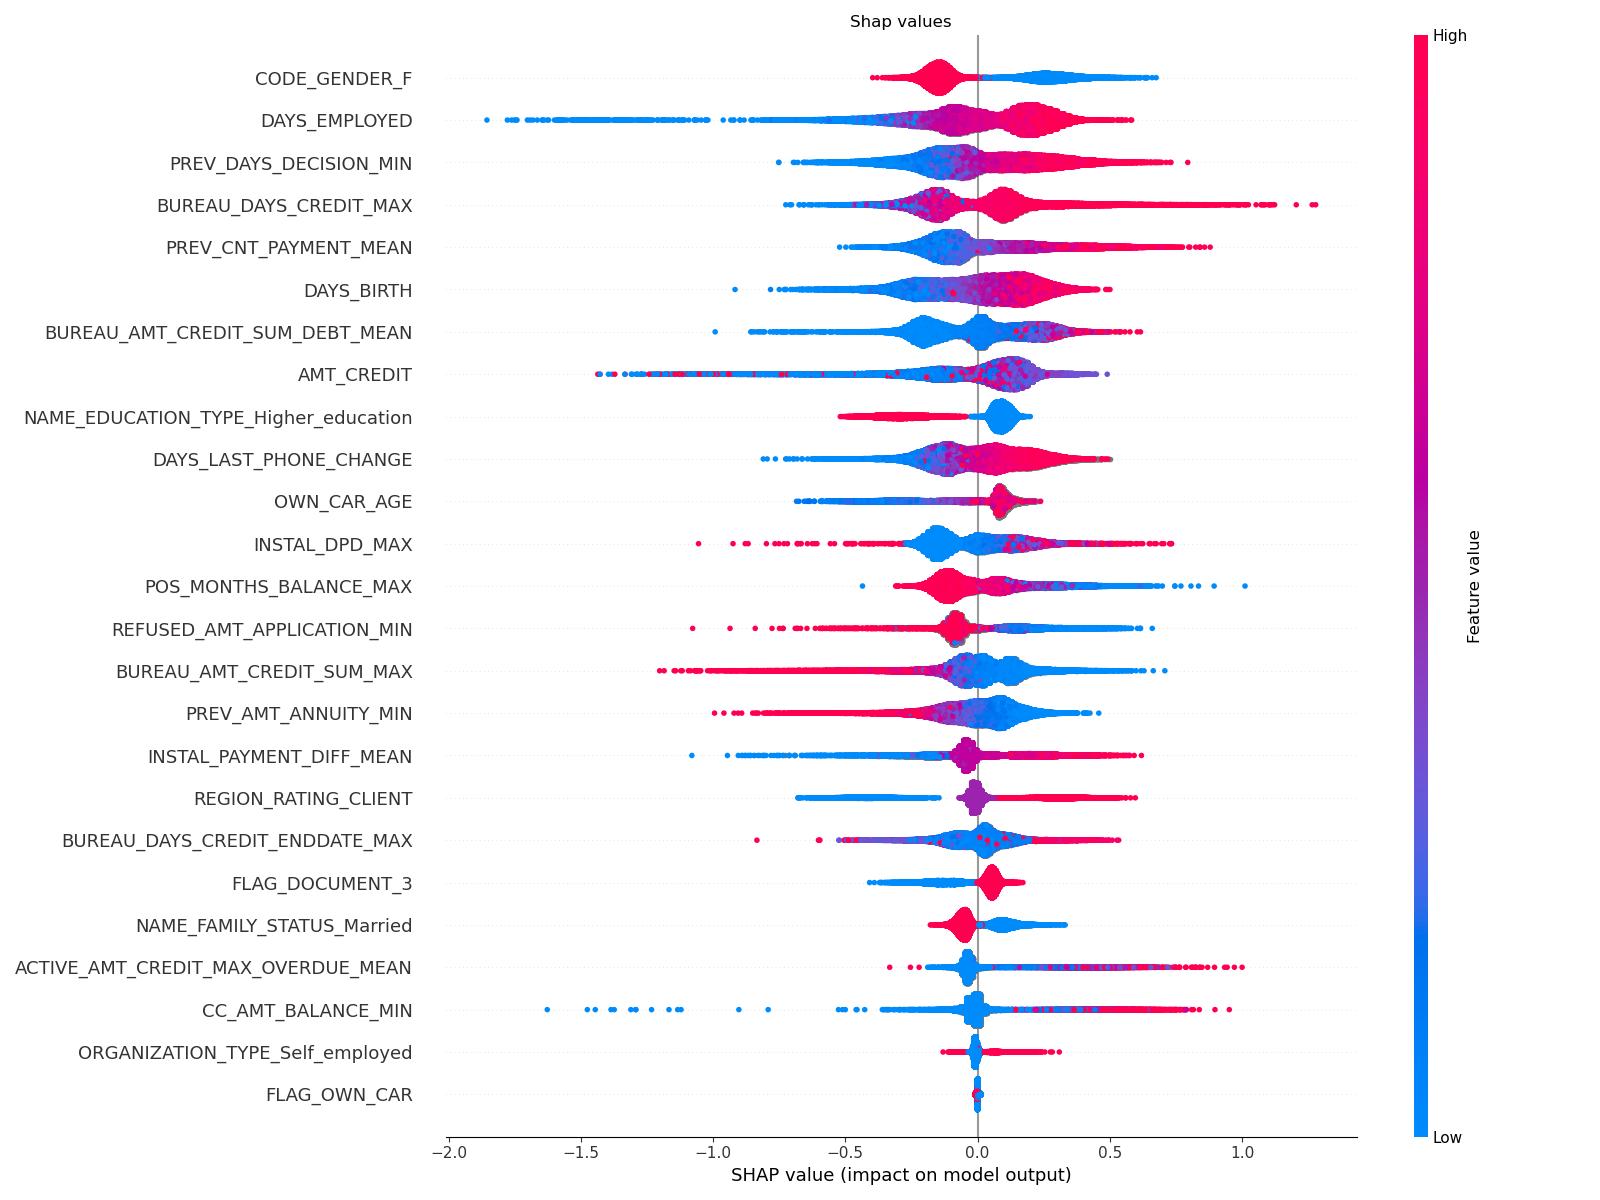 Shap values
High
CODE_GENDER_F
DAYS_EMPLOYED
PREV_DAYS_DECISION_MIN
BUREAU_DAYS_CREDIT_MAX
PREV_CNT_PAYMENT_MEAN
DAYS_BIRTH
BUREAU_AMT_CREDIT_SUM_DEBT_MEAN
AMT_CREDIT
NAME_EDUCATION_TYPE_Higher_education
DAYS_LAST_PHONE_CHANGE
OWN_CAR_AGE
INSTAL_DPD_MAX
POS_MONTHS_BALANCE_MAX
REFUSED_AMT_APPLICATION_MIN
BUREAU_AMT_CREDIT_SUM_MAX
PREV_AMT_ANNUITY_MIN
INSTAL_PAYMENT_DIFF_MEAN
REGION_RATING_CLIENT
BUREAU_DAYS_CREDIT_ENDDATE_MAX
FLAG_DOCUMENT_3
NAME_FAMILY_STATUS_Married
ACTIVE_AMT_CREDIT_MAX_OVERDUE_MEAN
CC_AMT_BALANCE_MIN
ORGANIZATION_TYPE_Self_employed
FLAG_OWN_CAR
Feature value
Low
−2.0 −1.5 −1.0 −0.5 0.0 0.5 1.0
SHAP value (impact on model output)